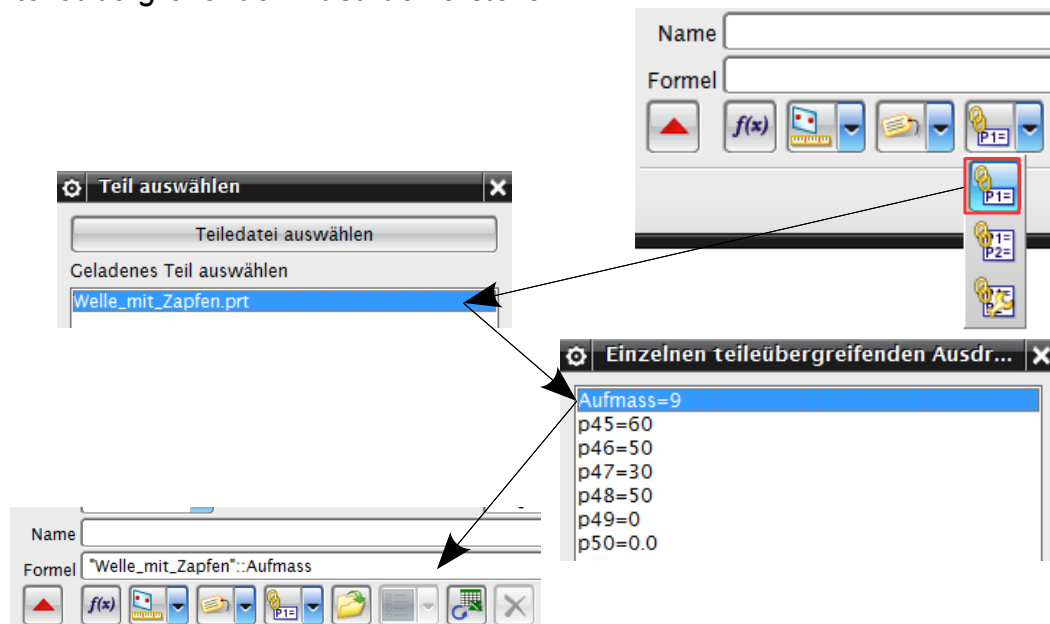 Name
Formel
f(x)
P1=
P1=
P1=
P2=
Teil auswählen
Teiledatei auswählen
Geladenes Teil auswählen
Welle_mit_Zapfen.prt
Einzelnen teileübergreifenden Ausdr...
Aufmass=9
p45=60
p46=50
p47=30
p48=50
p49=0
p50=0.0
Name
Formel "Welle_mit_Zapfen"::Aufmass
f(x)
P1=